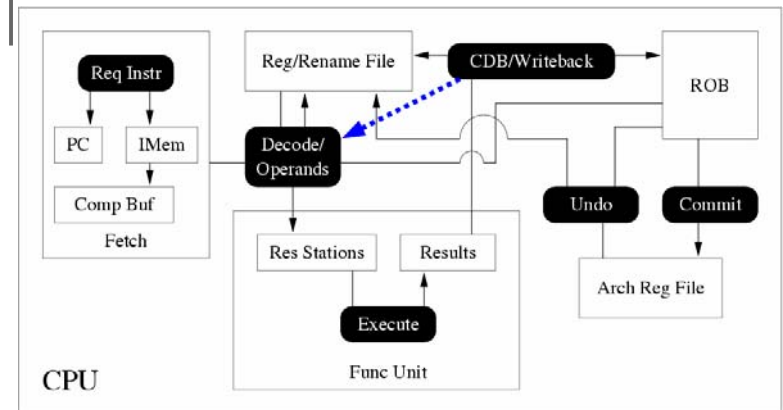 Req Instr
PC
IMem
Comp Buf
Fetch
Reg/Rename File
CDB/Writeback
ROB
Decode/
Operands
Undo
Commit
Res Stations
Results
Arch Reg File
Execute
Func Unit
CPU